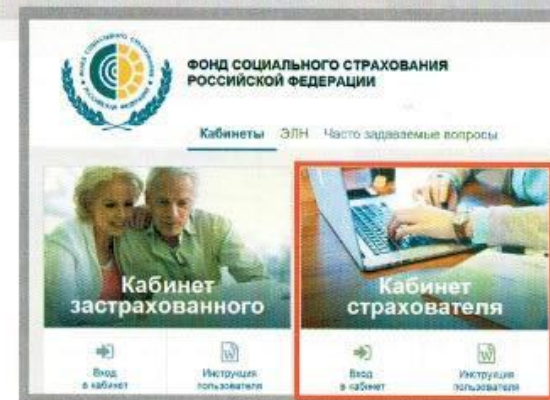 ФОНД СОЦИАЛЬНОГО СТРАХОВАНИЯ
РОССИЙСКОЙ ФЕДЕРАЦИИ
Кабинеты ЭЛН Часто задаваемые вопросы
Кабинет
застрахованного
Кабинет
страхователя
Вход
в кабинет
Инструкция
пользователя
Вход
в кабинет
Инструкция
пользователя